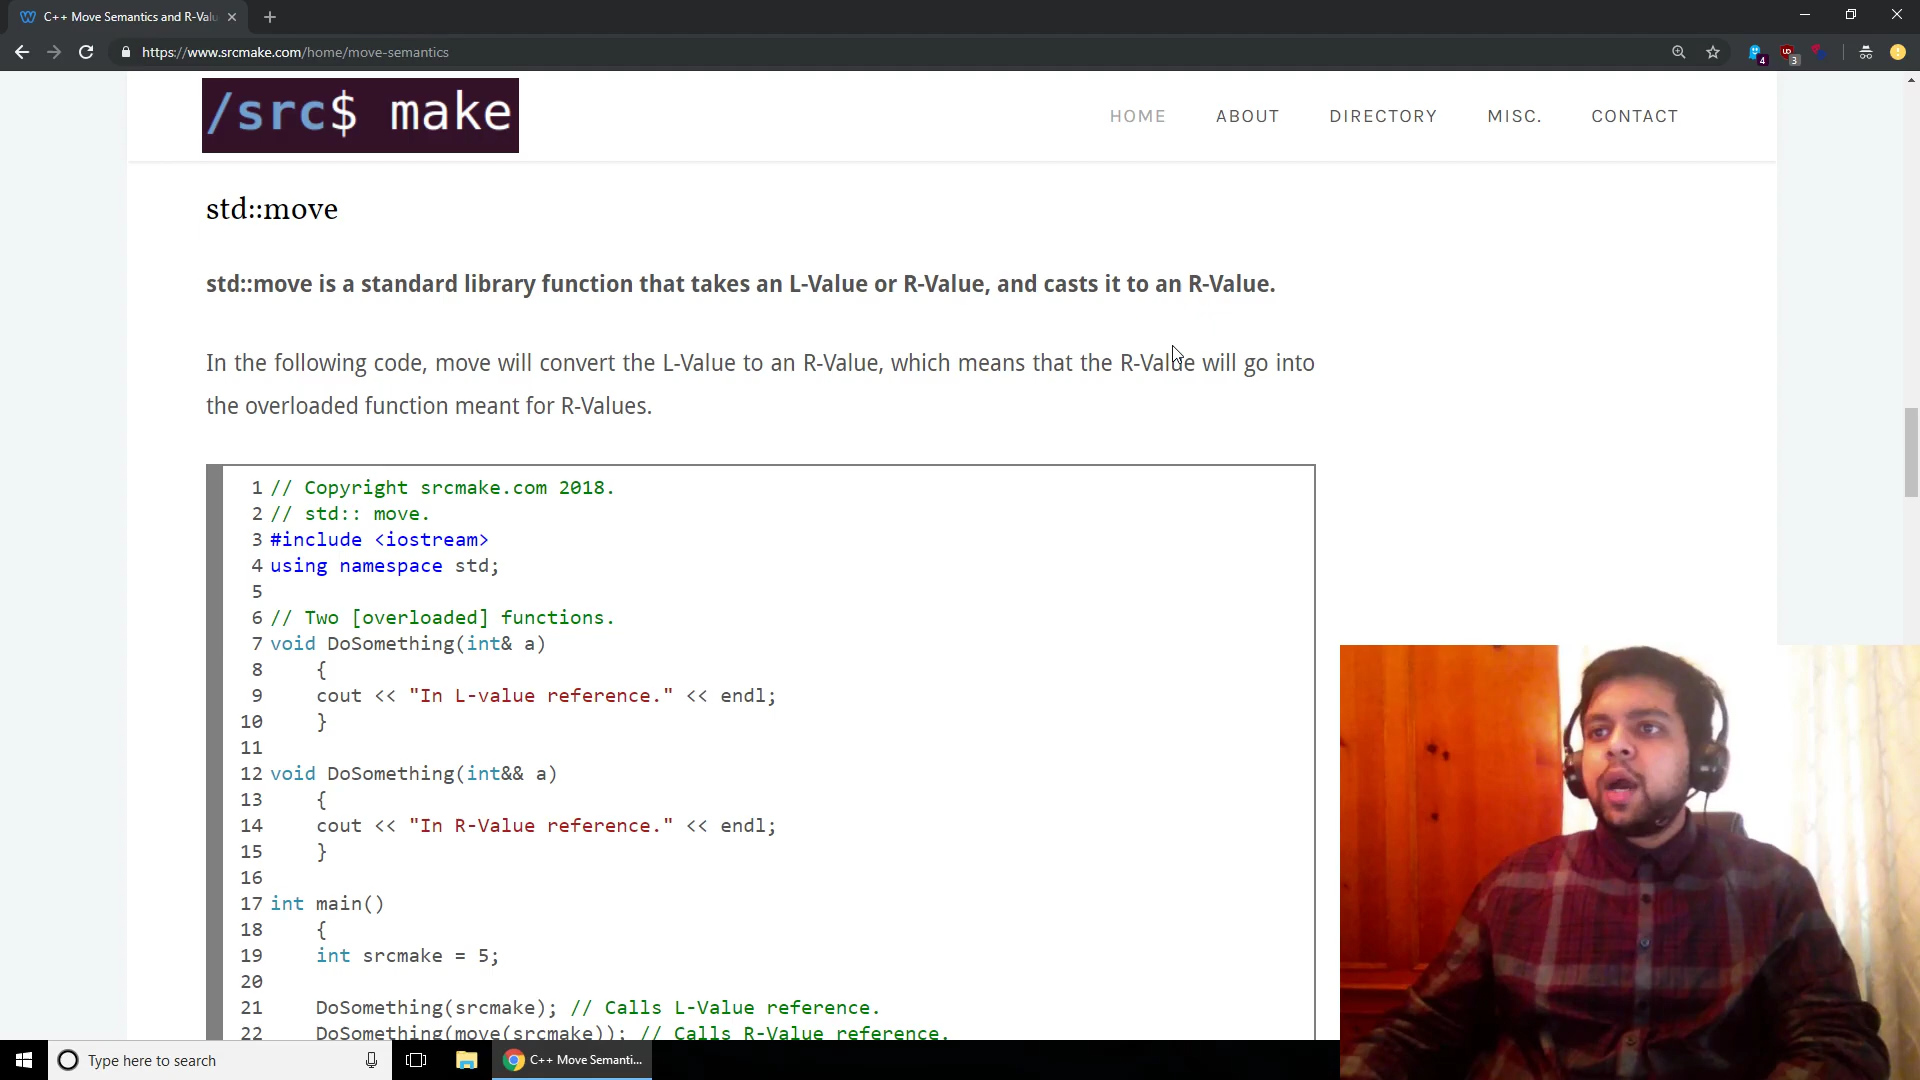 C++ Move Semantics and R-Valu
https://www.srcmake.com/home/move-semantics
4
UD
3
/src$ make
HOME
ABOUT
DIRECTORY
MISC.
CONTACT
std::move
std::move is a standard library function that takes an L-Value or R-Value, and casts it to an R-Value.
In the following code, move will convert the L-Value to an R-Value, which means that the R-Value will go into
the overloaded function meant for R-Values.
1 // Copyright srcmake.com 2018.
2 // std:: move.
3 #include <iostream>
4 using namespace std;
5
6 // Two [overloaded] functions.
7 void DoSomething(int& a)
8 {
9 cout << "In L-value reference." << endl;
10 }
11
12 void DoSomething(int&& a)
13 {
14 cout << "In R-Value reference." << endl;
15 }
16
17 int main()
18 {
19 int srcmake = 5;
20
21 DoSomething(srcmake); // Calls L-Value reference.
22 DoSomething(move(srcmake)); // Calls R-Value reference.
Type here to search
C++ Move Semanti...